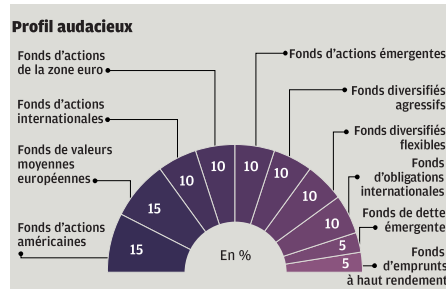 Profil audacieux
Fonds d'actions
de la zone euro
Fonds d'actions
internationales
Fonds de valeurs
moyennes
européennes
Fonds d'actions
américaines
Fonds d'actions émergentes
Fonds diversifiés
agressifs
Fonds diversifiés
flexibles
Fonds
d'obligations
internationales
Fonds de dette
émergente
Fonds
d'emprunts
à haut rendement
15
15
10
10
10
10
10
10
5
5
En %